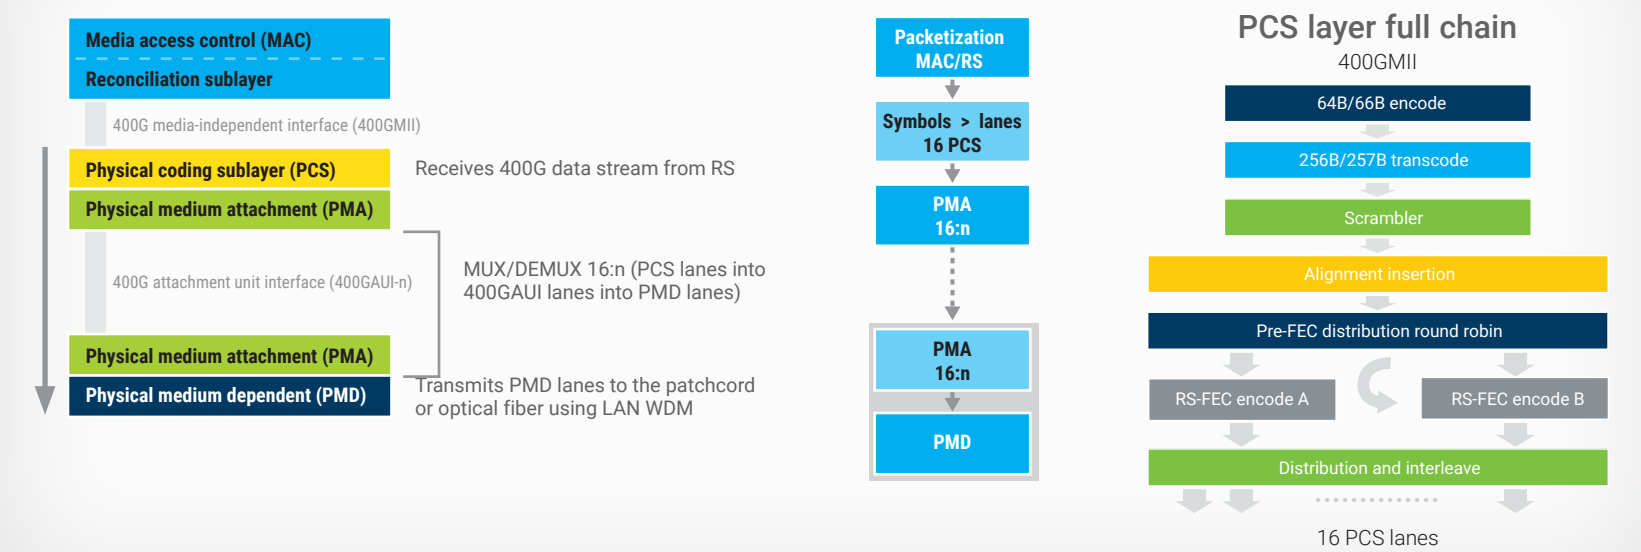 Media access control (MAC)
Reconciliation sublayer
400G media-independent interface (400GMII)
Physical coding sublayer (PCS)
Receives 400G data stream from RS
Physical medium attachment (PMA)
400G attachment unit interface (400GAUI-n)
MUX/DEMUX 16:n (PCS lanes into
400GAUI lanes into PMD lanes)
Physical medium attachment (PMA)
Physical medium dependent (PMD)
Transmits PMD lanes to the patchcord
or optical fiber using LAN WDM
Packetization
MAC/RS
Symbols > lanes
16 PCS
PMA
16:n
PMA
16:n
PMD
PCS layer full chain
400GMII
64B/66B encode
256B/257B transcode
Scrambler
Alignment insertion
Pre-FEC distribution round robin
RS-FEC encode A
RS-FEC encode B
Distribution and interleave
16 PCS lanes